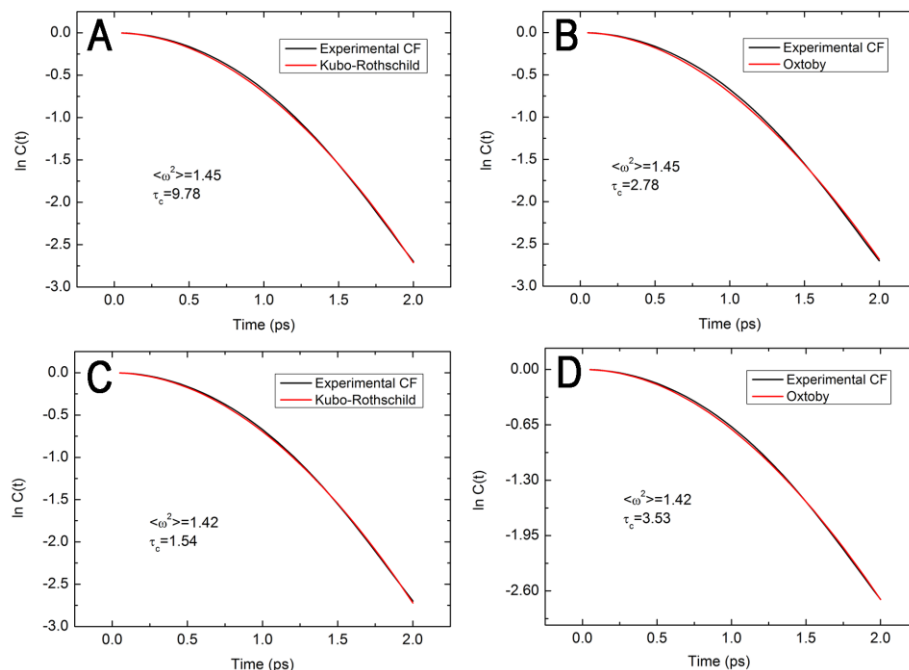 A
Experimental CF
Kubo-Rothschild
0.0
-0.5
-1.0
-1.5
-2.0
-2.5
-3.0
ln C(t)
<ω²>=1.45
τc=9.78
0.0 0.5 1.0 1.5 2.0
Time (ps)
B
Experimental CF
Oxtoby
0.0
-0.5
-1.0
-1.5
-2.0
-2.5
-3.0
ln C(t)
<ω²>=1.45
τc=2.78
0.0 0.5 1.0 1.5 2.0
Time (ps)
C
Experimental CF
Kubo-Rothschild
0.0
-0.5
-1.0
-1.5
-2.0
-2.5
-3.0
ln C(t)
<ω²>=1.42
τc=1.54
0.0 0.5 1.0 1.5 2.0
Time (ps)
D
Experimental CF
Oxtoby
0.00
-0.65
-1.30
-1.95
-2.60
ln C(t)
<ω²>=1.42
τc=3.53
0.0 0.5 1.0 1.5 2.0
Time (ps)